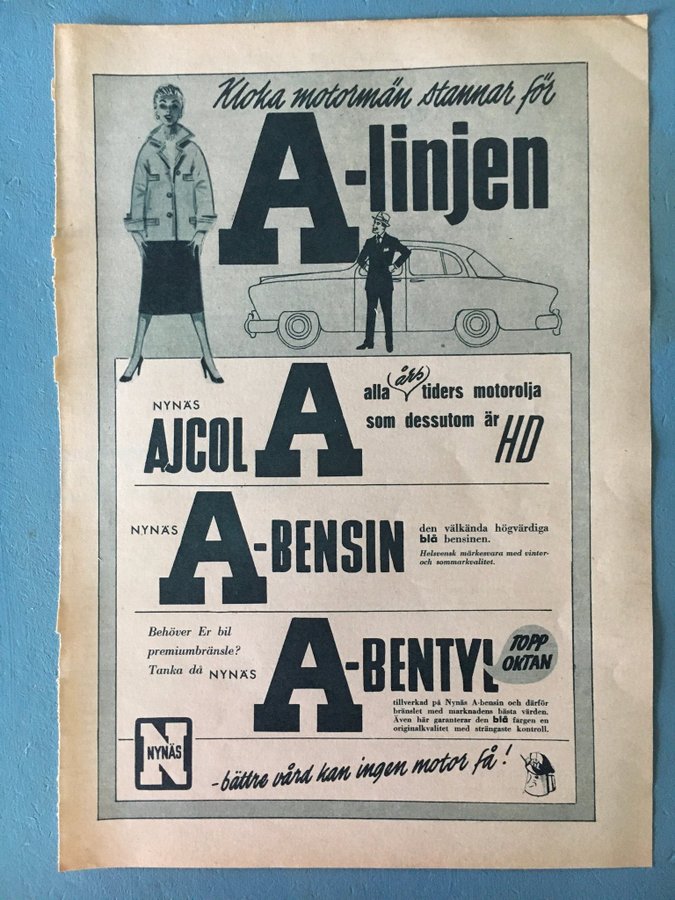 Kloka motormän stannar för
A-linjen
NYNÄS
AJCOL A
alla (års) tiders motorolja
som dessutom är HD
NYNÄS A-BENSIN
den välkända högvärdiga
blå bensinen.
Helsvensk märkesvara med vinter-
och sommarkvalitet.
Behöver Er bil
premiumbränsle?
Tanka då NYNÄS
A-BENTYL
TOPP
OKTAN
tillverkad på Nynäs A-bensin och därför
bränslet med marknadens bästa värden.
Även här garanterar den blå färgen en
originalkvalitet med strängaste kontroll.
N
NYNÄS
-bättre vård kan ingen motor få!